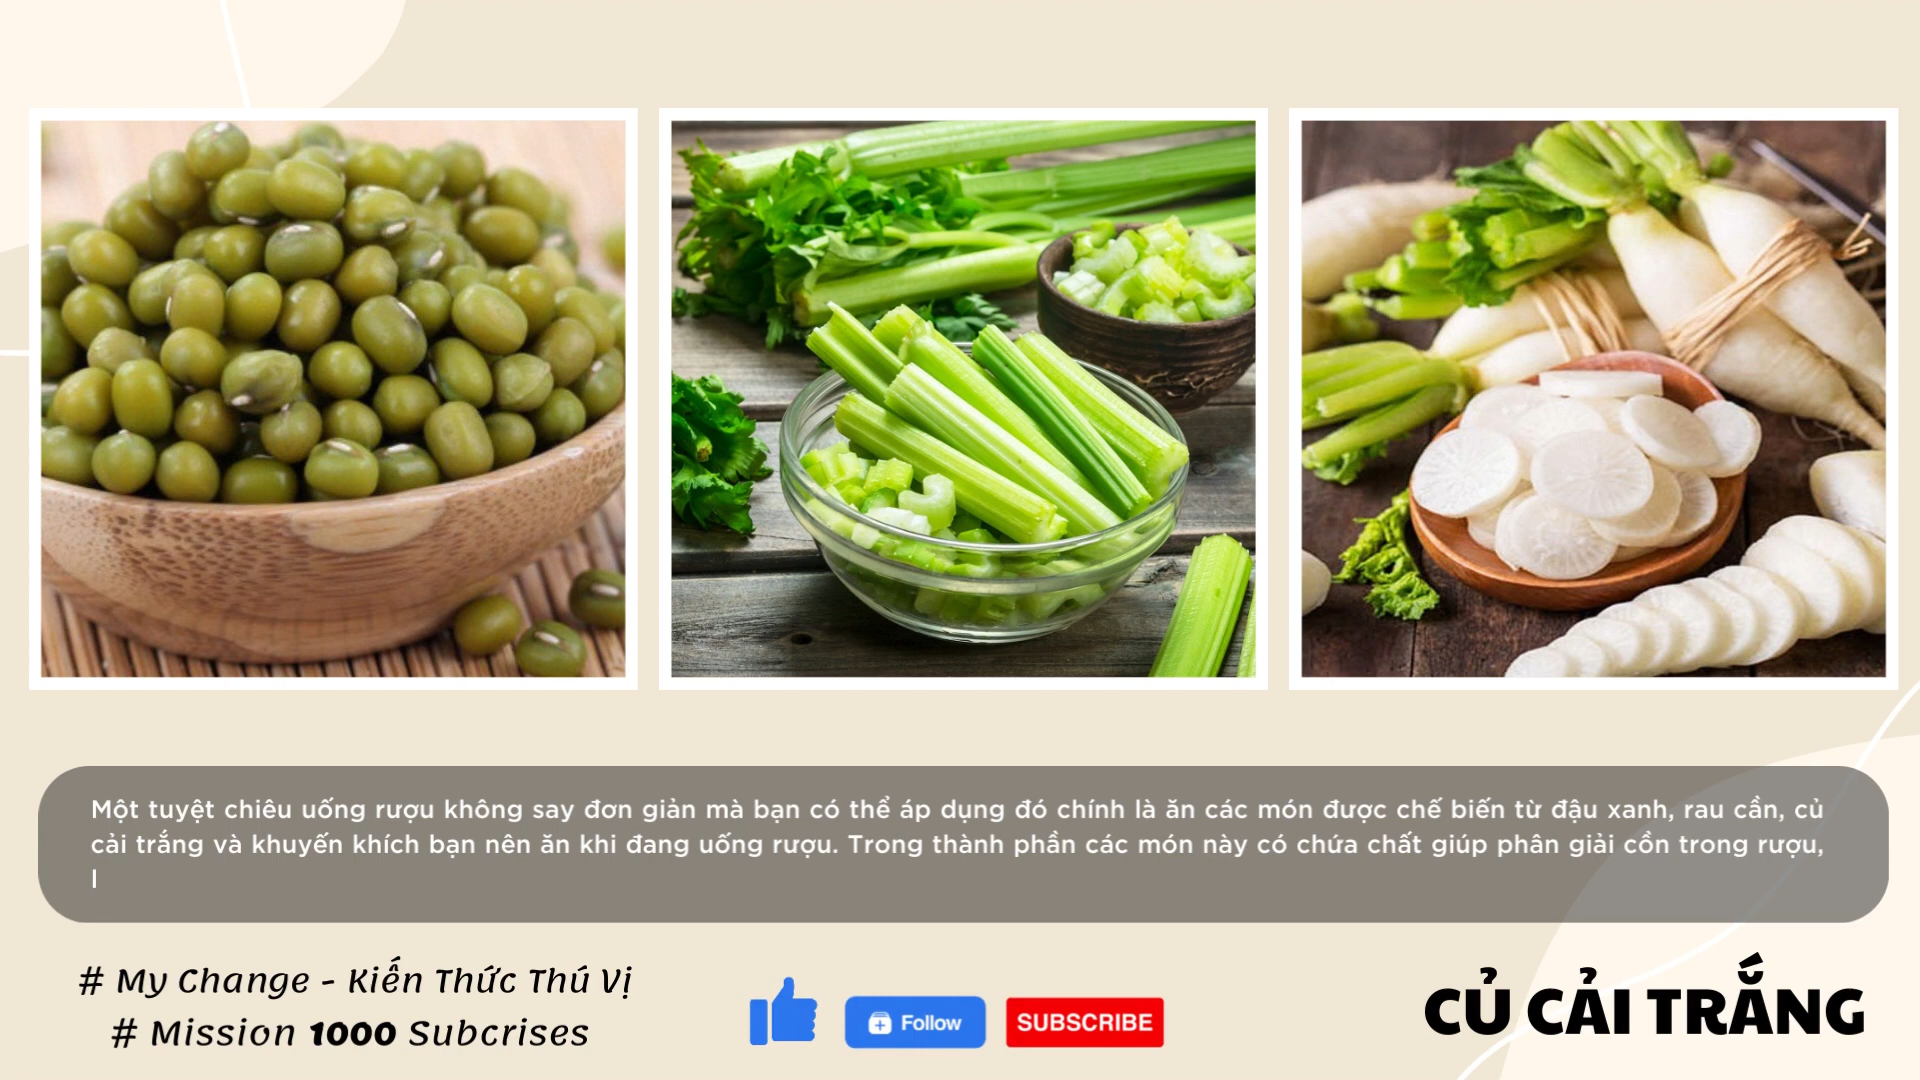 Một tuyệt chiêu uống rượu không say đơn giản mà bạn có thể áp dụng đó chính là ăn các món được chế biến từ đậu xanh, rau cần, củ
cải trắng và khuyến khích bạn nên ăn khi đang uống rượu. Trong thành phần các món này có chứa chất giúp phân giải cồn trong rượu,
l
# My Change - Kiến Thức Thú Vị
# Mission 1000 Subcrises
Follow
SUBSCRIBE
CỦ CẢI TRẮNG